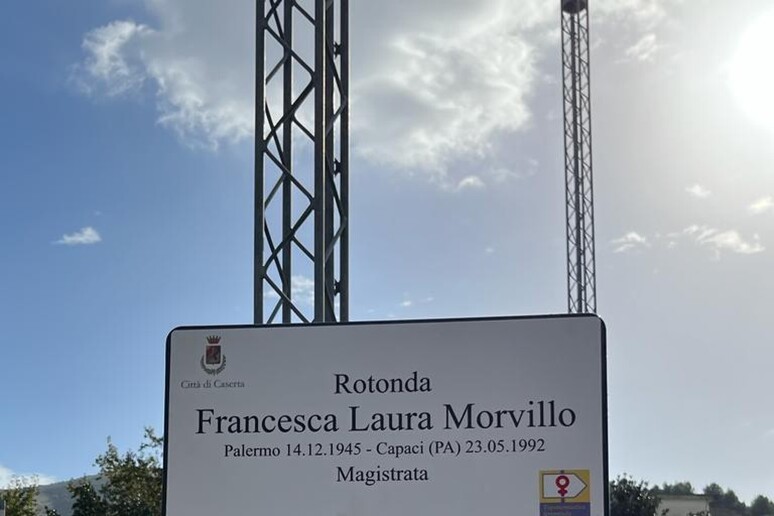 Città di Caserta
Rotonda
Francesca Laura Morvillo
Palermo 14.12.1945 - Capaci (PA) 23.05.1992
Magistrata